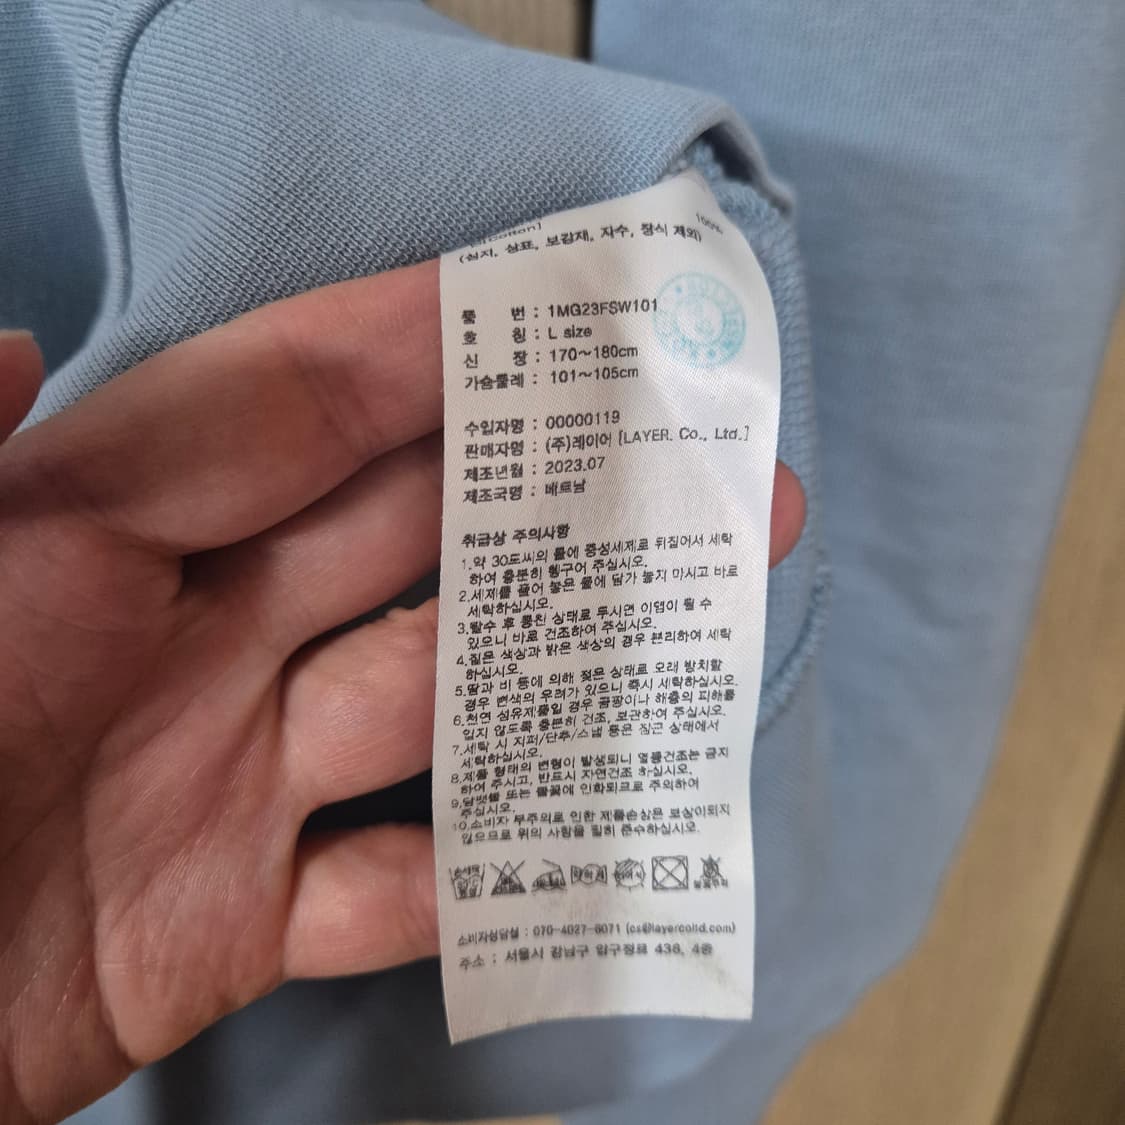 [Cotton] 100%
(심지, 상표, 보강재, 자수, 장식 제외)
품 번 : 1MG23FSW101
호 칭 : L size
신 장 : 170~180cm
가슴둘레 : 101~105cm
수입자명 : 00000119
판매자명 : (주)레이어 [LAYER. Co., Ltd.]
제조년월 : 2023.07
제조국명 : 베트남
취급상 주의사항
1.약 30도씨의 물에 중성세제로 뒤집어서 세탁
하여 충분히 헹구어 주십시오.
2.세제를 풀어 놓은 물에 담가 놓지 마시고 바로
세탁하십시오.
3.탈수 후 뭉친 상태로 두시면 이염이 될 수
있으니 바로 건조하여 주십시오.
4.짙은 색상과 밝은 색상의 경우 분리하여 세탁
하십시오.
5.땀과 비 등에 의해 젖은 상태로 오래 방치할
경우 변색의 우려가 있으니 즉시 세탁하십시오.
6.천연 섬유제품일 경우 곰팡이나 해충의 피해를
입지 않도록 충분히 건조, 보관하여 주십시오.
7.세탁 시 지퍼/단추/스냅 등은 잠근 상태에서
세탁하십시오.
8.제품 형태의 변형이 발생되니 열풍건조는 금지
하여 주시고, 반드시 자연건조 하십시오.
9.담뱃불 또는 불꽃에 인화되므로 주의하여
주십시오.
10.소비자 부주의로 인한 제품손상은 보상이되지
않으므로 위의 사항을 필히 준수하십시오.
소비자상담실 : 070-4027-8071 (cs@layercoltd.com)
주소 : 서울시 강남구 압구정로 438, 4층